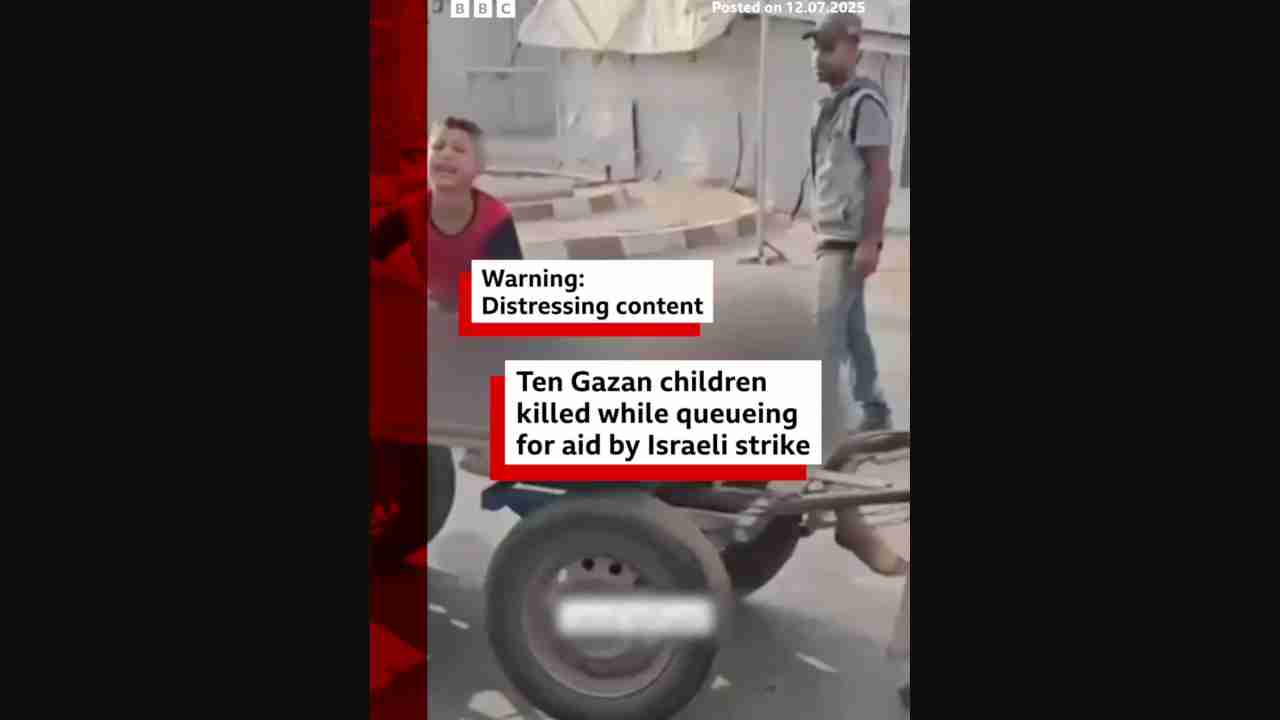 BBC
Posted on 12.07.2025
Warning:
Distressing content
Ten Gazan children
killed while queueing
for aid by Israeli strike